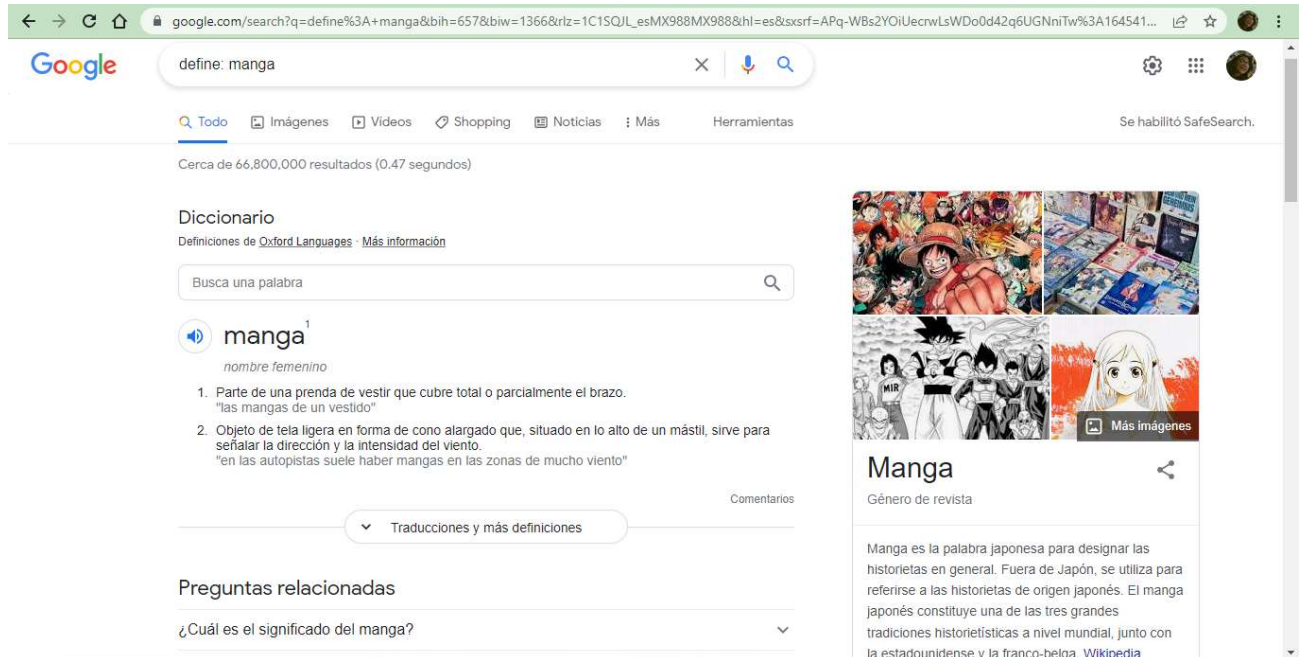 google.com/search?q=define%3A+manga&bih=657&biw=1366&rlz=1C1SQJL_esMX988MX988&hl=es&sxsrf=APq-WBs2YOiUecrwLsWDo0d42q6UGNniTw%3A164541...
Google
define: manga
Todo Imágenes Videos Shopping Noticias Más Herramientas
Se habilitó SafeSearch.
Cerca de 66,800,000 resultados (0.47 segundos)
Diccionario
Definiciones de Oxford Languages · Más información
Busca una palabra
manga¹
nombre femenino
1. Parte de una prenda de vestir que cubre total o parcialmente el brazo.
"las mangas de un vestido"
2. Objeto de tela ligera en forma de cono alargado que, situado en lo alto de un mástil, sirve para
señalar la dirección y la intensidad del viento.
"en las autopistas suele haber mangas en las zonas de mucho viento"
Comentarios
Traducciones y más definiciones
Preguntas relacionadas
¿Cuál es el significado del manga?
MIR
Más imágenes
Manga
Género de revista
Manga es la palabra japonesa para designar las
historietas en general. Fuera de Japón, se utiliza para
referirse a las historietas de origen japonés. El manga
japonés constituye una de las tres grandes
tradiciones historietísticas a nivel mundial, junto con
la estadounidense y la franco-belga. Wikipedia